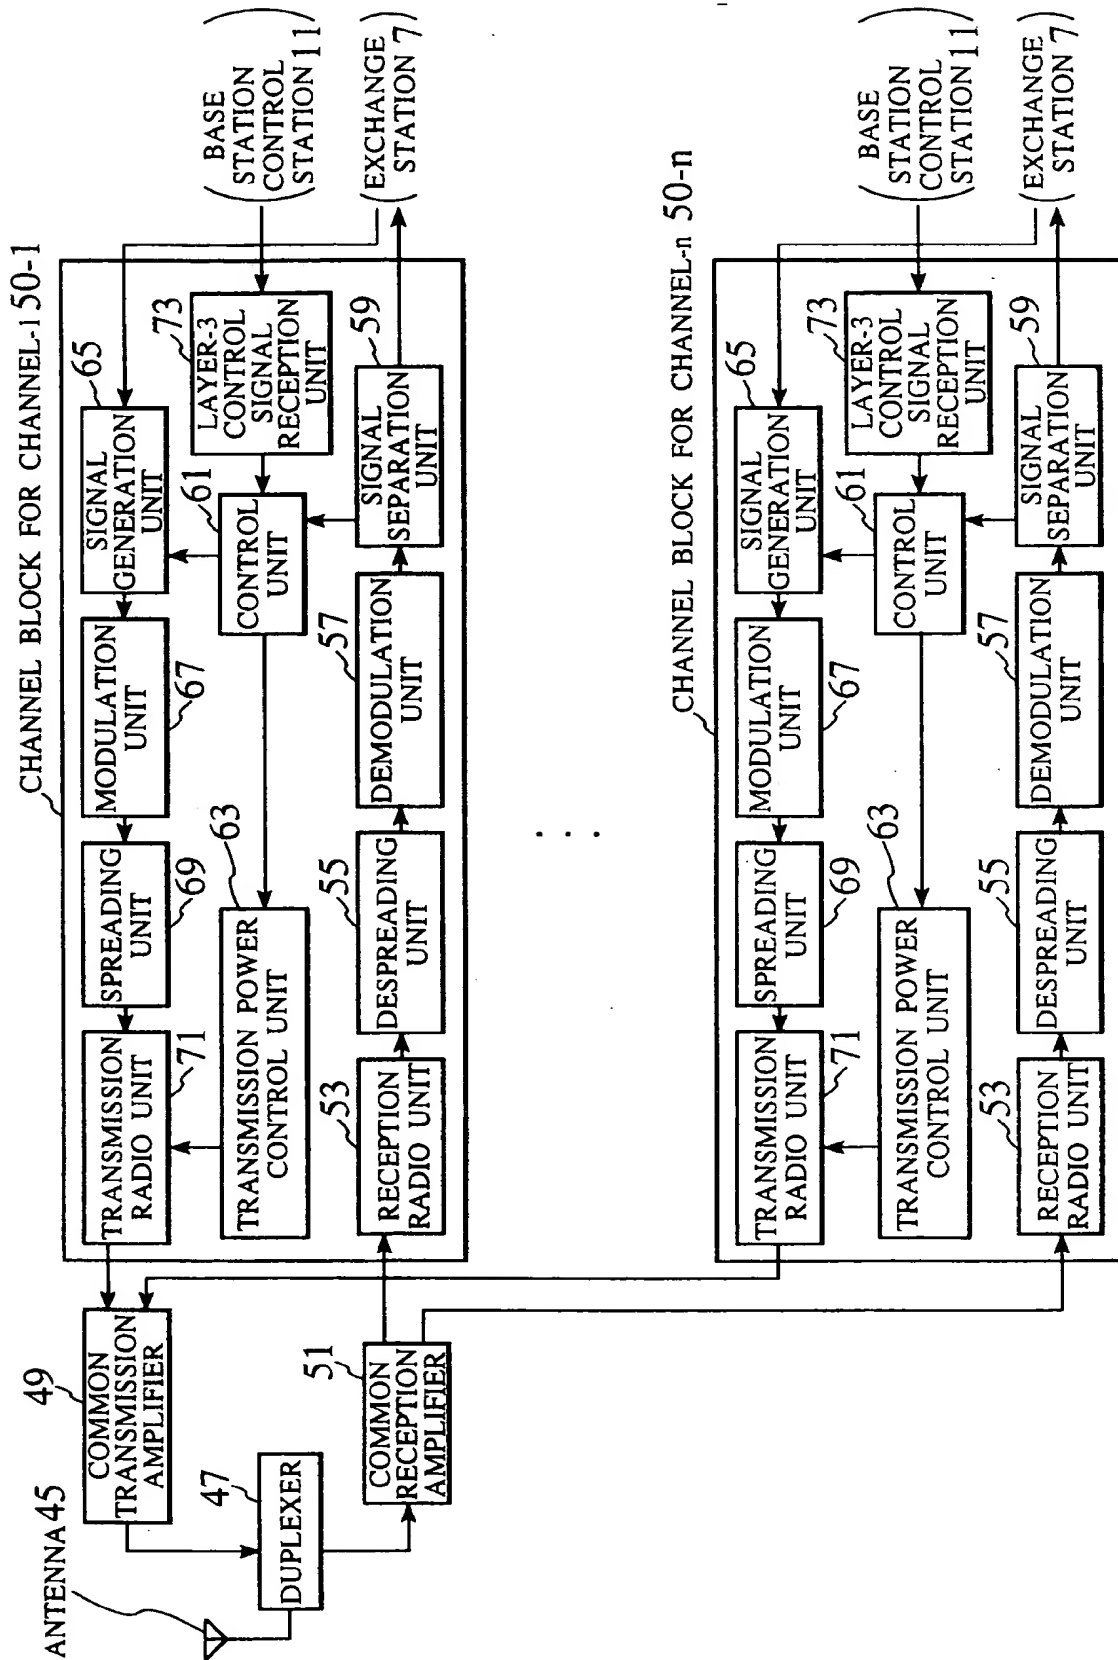 ANTENNA 45
DUPLEXER
47
COMMON
TRANSMISSION
AMPLIFIER
49
COMMON
RECEPTION
AMPLIFIER
51
CHANNEL BLOCK FOR CHANNEL-1 50-1
TRANSMISSION
RADIO UNIT
71
SPREADING
UNIT
69
MODULATION
UNIT
67
SIGNAL
GENERATION
UNIT
65
TRANSMISSION POWER
CONTROL UNIT
63
CONTROL
UNIT
61
LAYER-3
CONTROL
SIGNAL
RECEPTION
UNIT
73
RECEPTION
RADIO UNIT
53
DESPREADING
UNIT
55
DEMODULATION
UNIT
57
SIGNAL
SEPARATION
UNIT
59
(BASE
STATION
CONTROL
STATION 11)
(EXCHANGE
STATION 7)
. . .
CHANNEL BLOCK FOR CHANNEL-n 50-n
TRANSMISSION
RADIO UNIT
71
SPREADING
UNIT
69
MODULATION
UNIT
67
SIGNAL
GENERATION
UNIT
65
TRANSMISSION POWER
CONTROL UNIT
63
CONTROL
UNIT
61
LAYER-3
CONTROL
SIGNAL
RECEPTION
UNIT
73
RECEPTION
RADIO UNIT
53
DESPREADING
UNIT
55
DEMODULATION
UNIT
57
SIGNAL
SEPARATION
UNIT
59
(BASE
STATION
CONTROL
STATION 11)
(EXCHANGE
STATION 7)